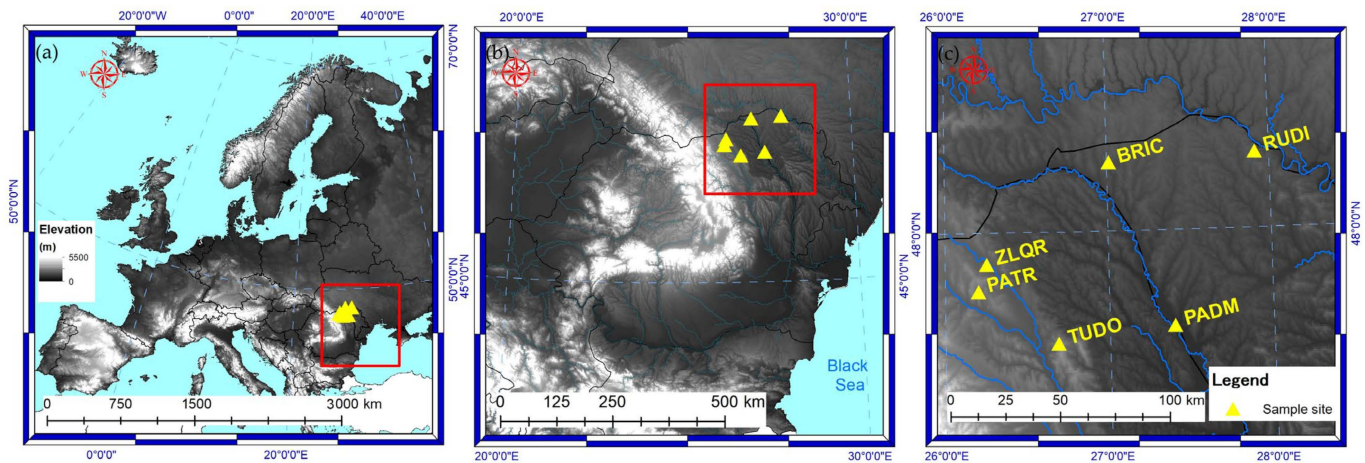 20°0'0"W 0°0'0" 20°0'0"E 40°0'0"E
(a)
N
W E
S
70°0'0"N
50°0'0"N
Elevation
(m)
5500
0
50°0'0"N
0 750 1500 3000 km
0°0'0" 20°0'0"E
20°0'0"E 30°0'0"E
(b)
N
W E
S
45°0'0"N
45°0'0"N
Black
Sea
0 125 250 500 km
20°0'0"E 30°0'0"E
26°0'0"E 27°0'0"E 28°0'0"E
(c)
N
W E
S
BRIC
RUDI
48°0'0"N
48°0'0"N
ZLQR
PATR
PADM
TUDO
Legend
Sample site
0 25 50 100 km
26°0'0"E 27°0'0"E 28°0'0"E